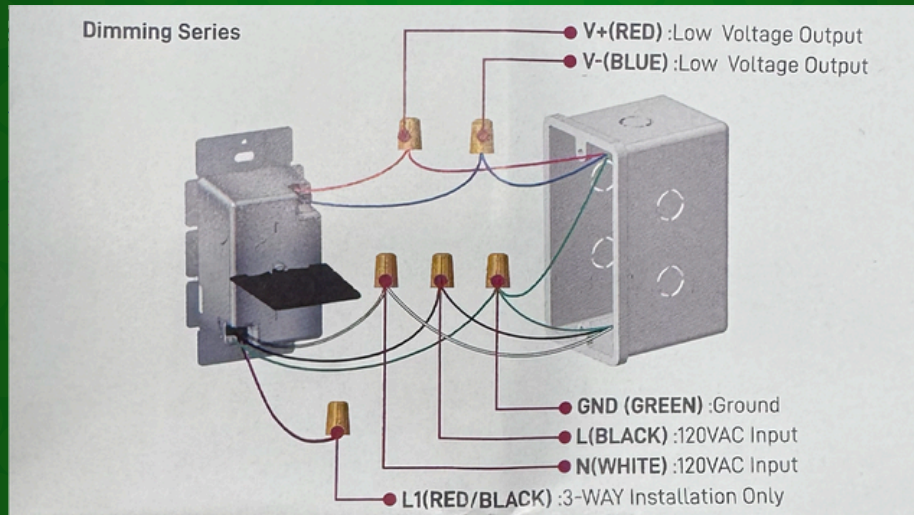 Dimming Series
V+(RED) :Low Voltage Output
V-(BLUE) :Low Voltage Output
GND (GREEN) :Ground
L(BLACK) :120VAC Input
N(WHITE) :120VAC Input
L1(RED/BLACK) :3-WAY Installation Only